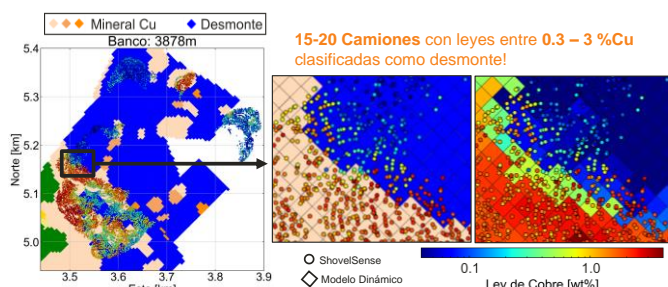 Mineral Cu Desmonte
Banco: 3878m
15-20 Camiones con leyes entre 0.3 – 3 %Cu
clasificadas como desmonte!
5.4
5.3
5.2
5.1
5.0
Norte [km]
3.5 3.6 3.7 3.8 3.9
Este [km]
ShovelSense
Modelo Dinámico
0.1 1.0
Ley de Cobre [wt%]